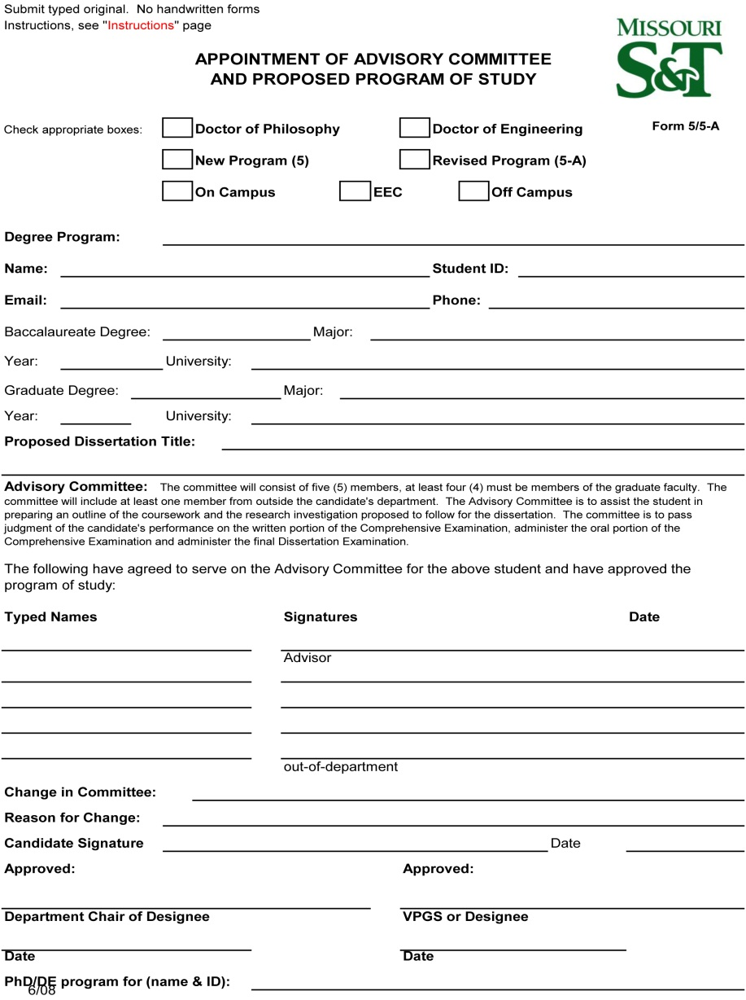 Submit typed original.  No handwritten forms
Instructions, see "Instructions" page
MISSOURI
S&T
APPOINTMENT OF ADVISORY COMMITTEE
AND PROPOSED PROGRAM OF STUDY
Check appropriate boxes: Doctor of Philosophy Doctor of Engineering Form 5/5-A
New Program (5) Revised Program (5-A)
On Campus EEC Off Campus
Degree Program:
Name: Student ID:
Email: Phone:
Baccalaureate Degree: Major:
Year: University:
Graduate Degree: Major:
Year: University:
Proposed Dissertation Title:
Advisory Committee: The committee will consist of five (5) members, at least four (4) must be members of the graduate faculty.  The
committee will include at least one member from outside the candidate's department.  The Advisory Committee is to assist the student in
preparing an outline of the coursework and the research investigation proposed to follow for the dissertation.  The committee is to pass
judgment of the candidate's performance on the written portion of the Comprehensive Examination, administer the oral portion of the
Comprehensive Examination and administer the final Dissertation Examination.
The following have agreed to serve on the Advisory Committee for the above student and have approved the
program of study:
Typed Names Signatures Date
Advisor
out-of-department
Change in Committee:
Reason for Change:
Candidate Signature Date
Approved: Approved:
Department Chair of Designee VPGS or Designee
Date Date
PhD/DE program for (name & ID):
6/08